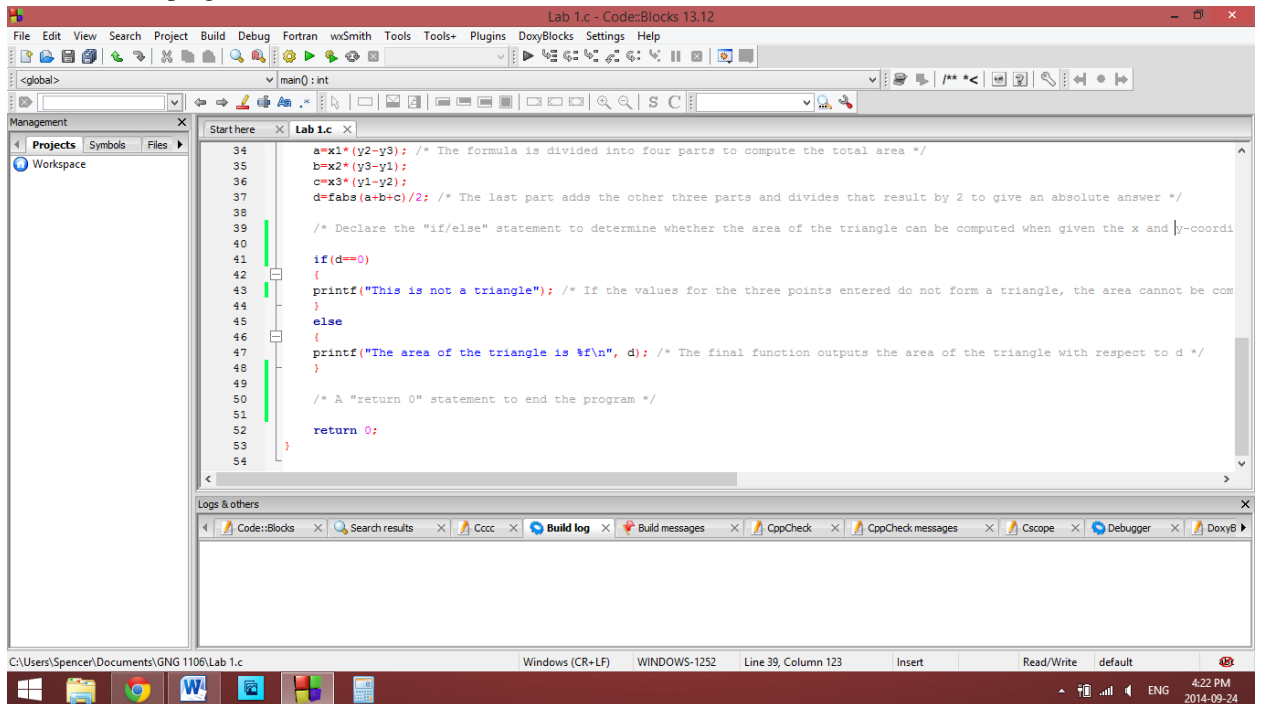 Lab 1.c - Code::Blocks 13.12
File Edit View Search Project Build Debug Fortran wxSmith Tools Tools+ Plugins DoxyBlocks Settings Help
<global> main() : int
/** *<
Aa .*
S C
Management
Projects Symbols Files
Workspace
Start here Lab 1.c
34 a=x1*(y2-y3); /* The formula is divided into four parts to compute the total area */
35 b=x2*(y3-y1);
36 c=x3*(y1-y2);
37 d=fabs(a+b+c)/2; /* The last part adds the other three parts and divides that result by 2 to give an absolute answer */
38
39 /* Declare the "if/else" statement to determine whether the area of the triangle can be computed when given the x and y-coordi
40
41 if(d==0)
42 {
43 printf("This is not a triangle"); /* If the values for the three points entered do not form a triangle, the area cannot be com
44 }
45 else
46 {
47 printf("The area of the triangle is %f\n", d); /* The final function outputs the area of the triangle with respect to d */
48 }
49
50 /* A "return 0" statement to end the program */
51
52 return 0;
53 }
54
Logs & others
Code::Blocks Search results Cccc Build log Build messages CppCheck CppCheck messages Cscope Debugger DoxyB
C:\Users\Spencer\Documents\GNG 1106\Lab 1.c Windows (CR+LF) WINDOWS-1252 Line 39, Column 123 Insert Read/Write default
ENG 4:22 PM
2014-09-24